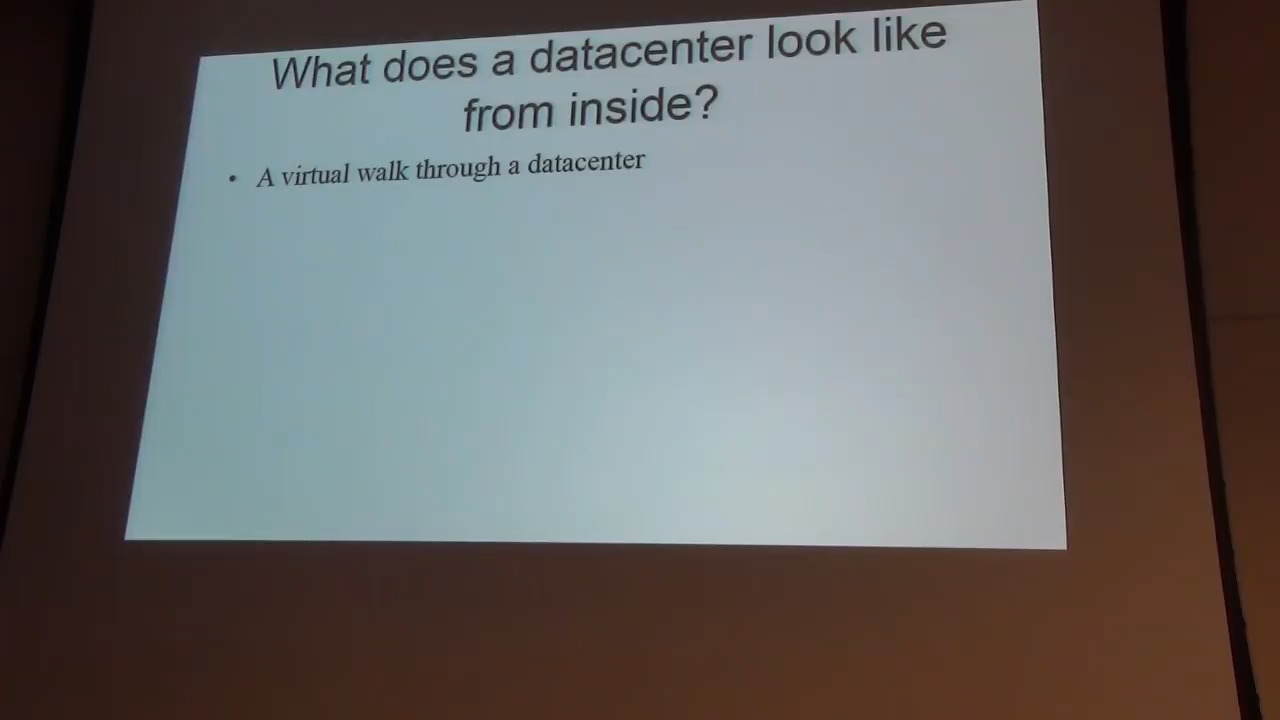 What does a datacenter look like
from inside?
• A virtual walk through a datacenter